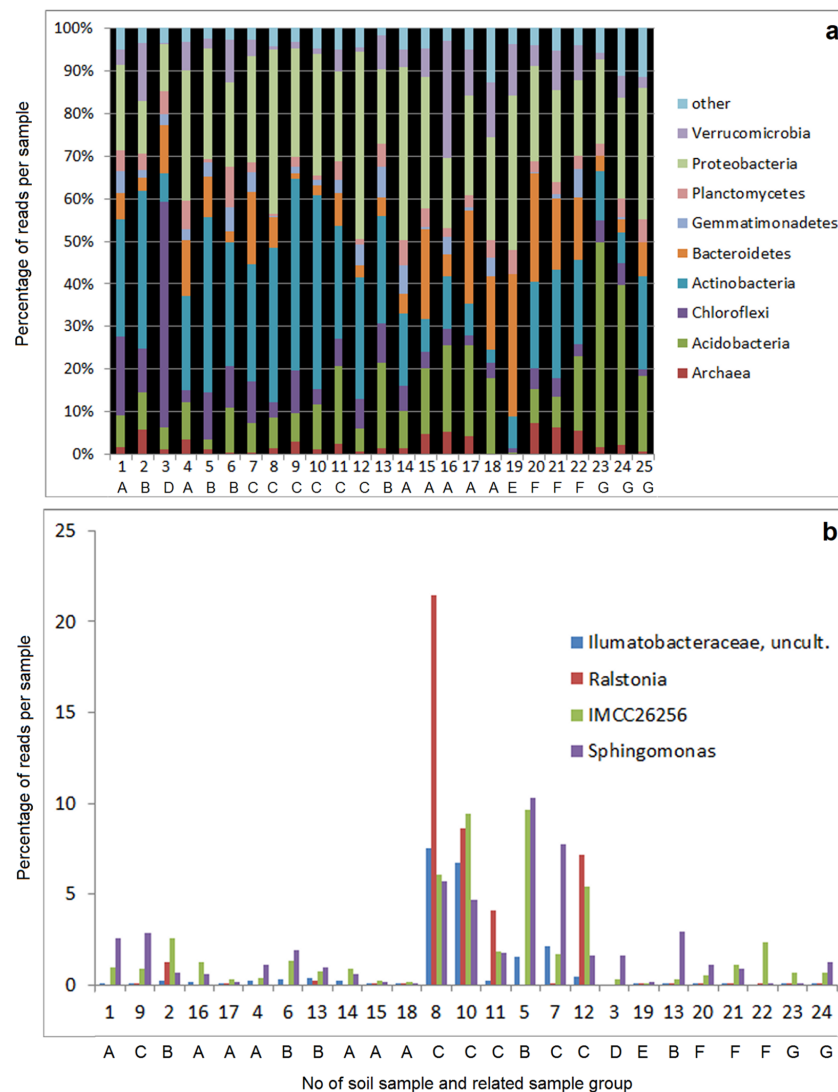 a
Percentage of reads per sample
100%
90%
80%
70%
60%
50%
40%
30%
20%
10%
0%
1 2 3 4 5 6 7 8 9 10 11 12 13 14 15 16 17 18 19 20 21 22 23 24 25
A B D A B B C C C C C C B A A A A A E F F F G G G
other
Verrucomicrobia
Proteobacteria
Planctomycetes
Gemmatimonadetes
Bacteroidetes
Actinobacteria
Chloroflexi
Acidobacteria
Archaea
b
Percentage of reads per sample
25
20
15
10
5
0
Ilumatobacteraceae, uncult.
Ralstonia
IMCC26256
Sphingomonas
1 9 2 16 17 4 6 13 14 15 18 8 10 11 5 7 12 3 19 13 20 21 22 23 24
A C B A A A B B A A A C C C B C C D E B F F F G G
No of soil sample and related sample group